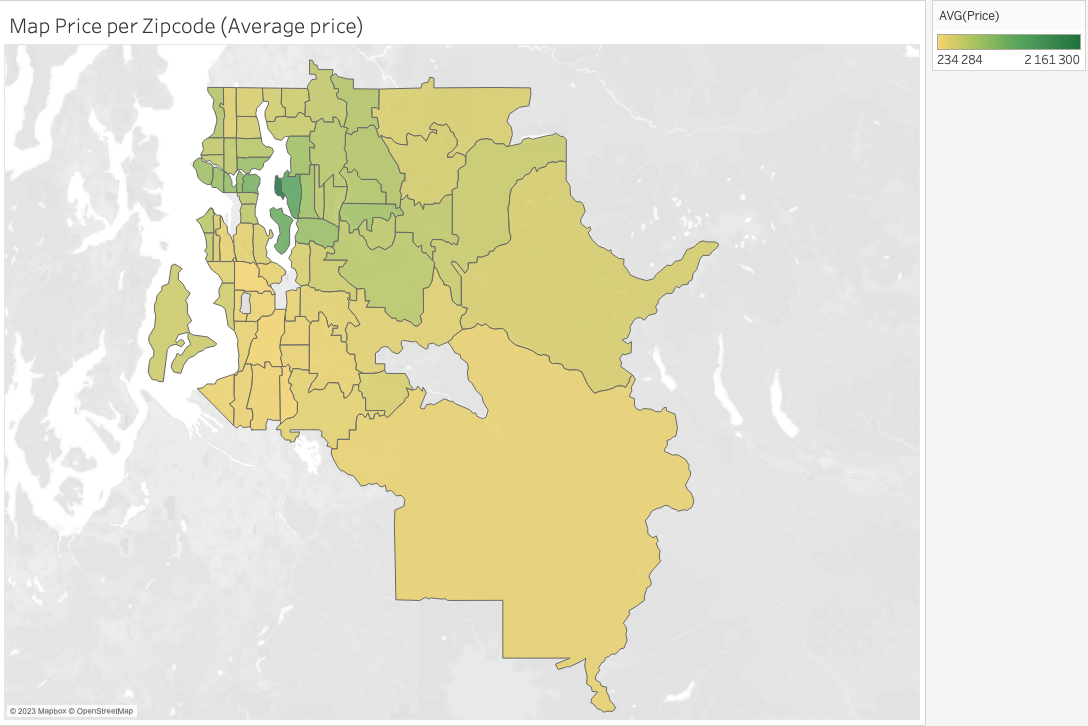 Map Price per Zipcode (Average price)
AVG(Price)
234 284 2 161 300
© 2023 Mapbox © OpenStreetMap